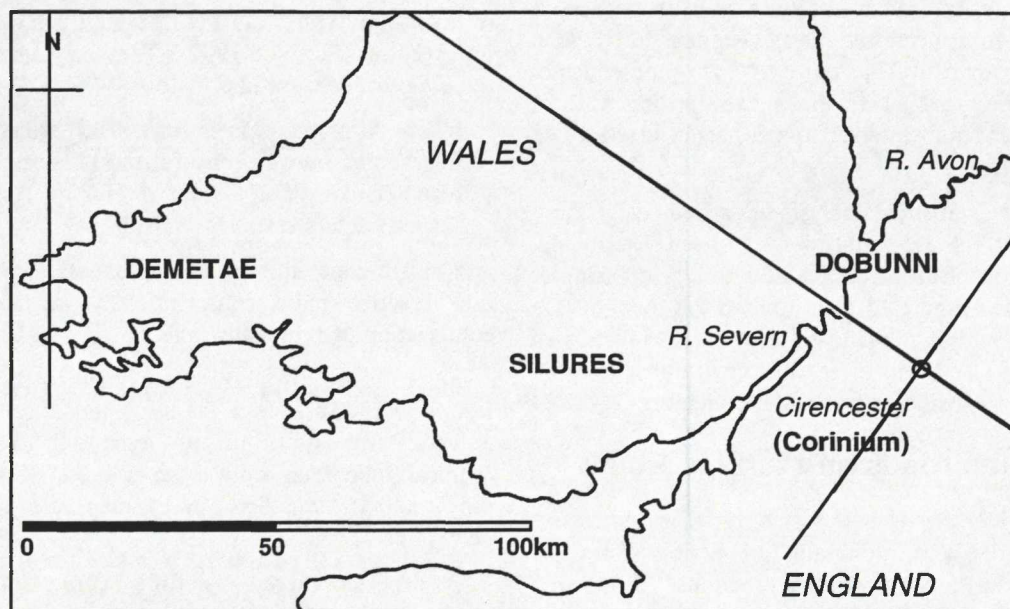 N
WALES
R. Avon
DEMETAE
DOBUNNI
R. Severn
SILURES
Cirencester
(Corinium)
0 50 100km
ENGLAND